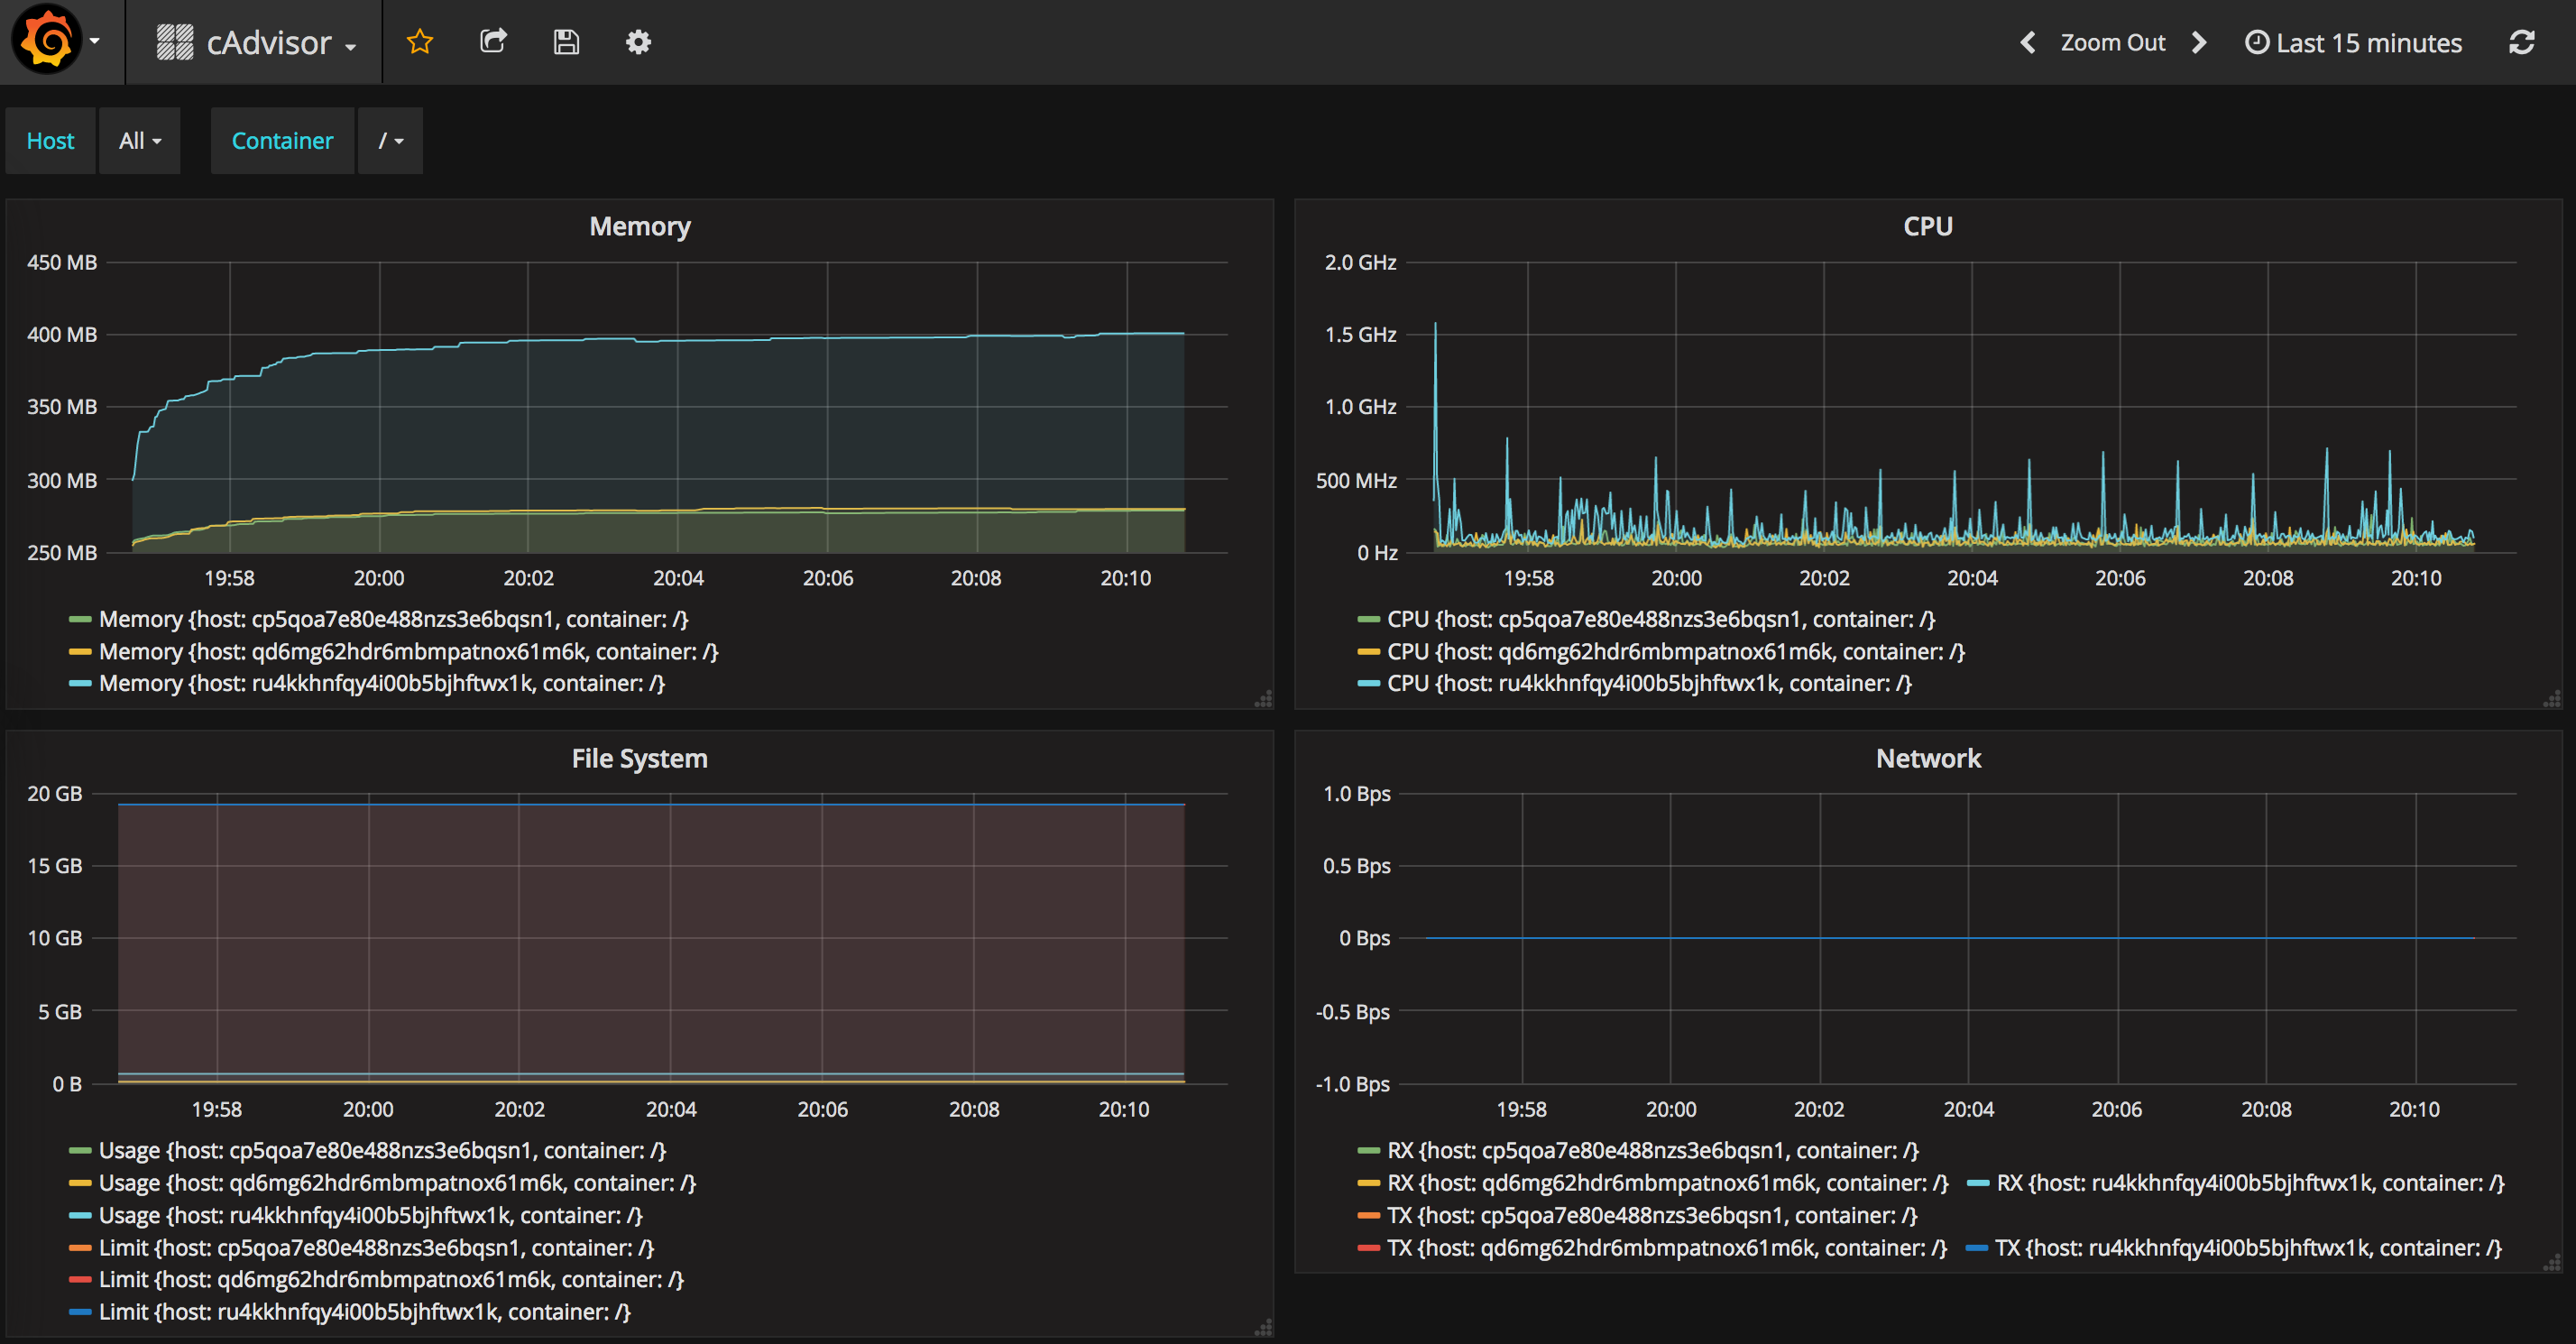 cAdvisor
Zoom Out
Last 15 minutes
Host All Container /
Memory
450 MB
400 MB
350 MB
300 MB
250 MB
19:58 20:00 20:02 20:04 20:06 20:08 20:10
Memory {host: cp5qoa7e80e488nzs3e6bqsn1, container: /}
Memory {host: qd6mg62hdr6mbmpatnox61m6k, container: /}
Memory {host: ru4kkhnfqy4i00b5bjhftwx1k, container: /}
CPU
2.0 GHz
1.5 GHz
1.0 GHz
500 MHz
0 Hz
19:58 20:00 20:02 20:04 20:06 20:08 20:10
CPU {host: cp5qoa7e80e488nzs3e6bqsn1, container: /}
CPU {host: qd6mg62hdr6mbmpatnox61m6k, container: /}
CPU {host: ru4kkhnfqy4i00b5bjhftwx1k, container: /}
File System
20 GB
15 GB
10 GB
5 GB
0 B
19:58 20:00 20:02 20:04 20:06 20:08 20:10
Usage {host: cp5qoa7e80e488nzs3e6bqsn1, container: /}
Usage {host: qd6mg62hdr6mbmpatnox61m6k, container: /}
Usage {host: ru4kkhnfqy4i00b5bjhftwx1k, container: /}
Limit {host: cp5qoa7e80e488nzs3e6bqsn1, container: /}
Limit {host: qd6mg62hdr6mbmpatnox61m6k, container: /}
Limit {host: ru4kkhnfqy4i00b5bjhftwx1k, container: /}
Network
1.0 Bps
0.5 Bps
0 Bps
-0.5 Bps
-1.0 Bps
19:58 20:00 20:02 20:04 20:06 20:08 20:10
RX {host: cp5qoa7e80e488nzs3e6bqsn1, container: /}
RX {host: qd6mg62hdr6mbmpatnox61m6k, container: /} RX {host: ru4kkhnfqy4i00b5bjhftwx1k, container: /}
TX {host: cp5qoa7e80e488nzs3e6bqsn1, container: /}
TX {host: qd6mg62hdr6mbmpatnox61m6k, container: /} TX {host: ru4kkhnfqy4i00b5bjhftwx1k, container: /}